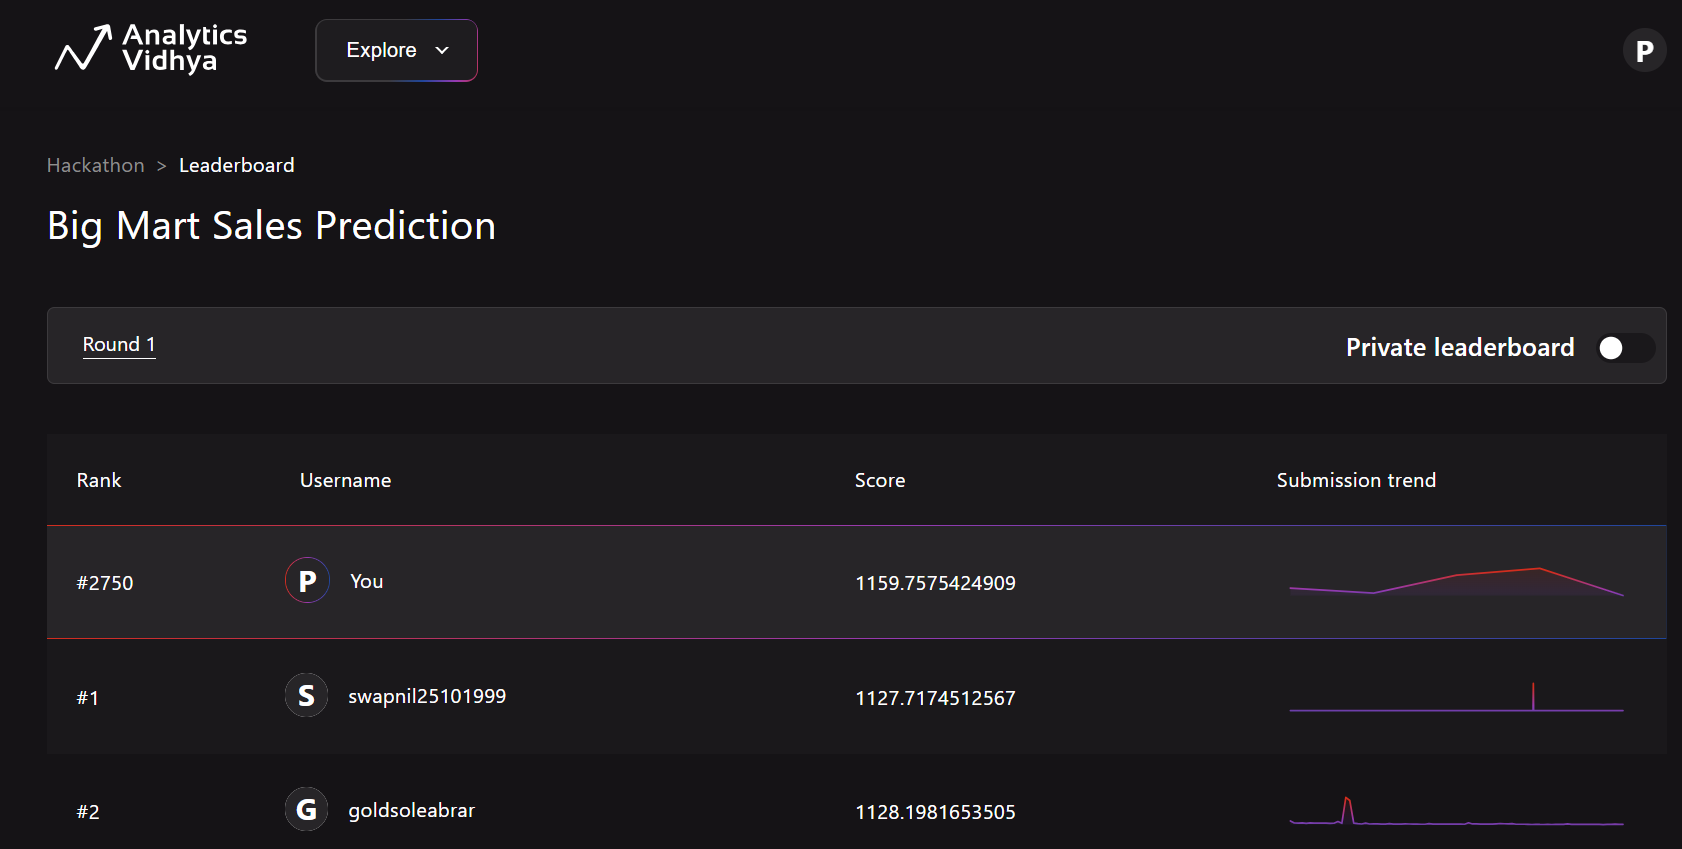 Analytics
Vidhya
Explore
P
Hackathon > Leaderboard
Big Mart Sales Prediction
Round 1
Private leaderboard
Rank Username Score Submission trend
#2750 P You 1159.7575424909
#1 S swapnil25101999 1127.7174512567
#2 G goldsoleabrar 1128.1981653505